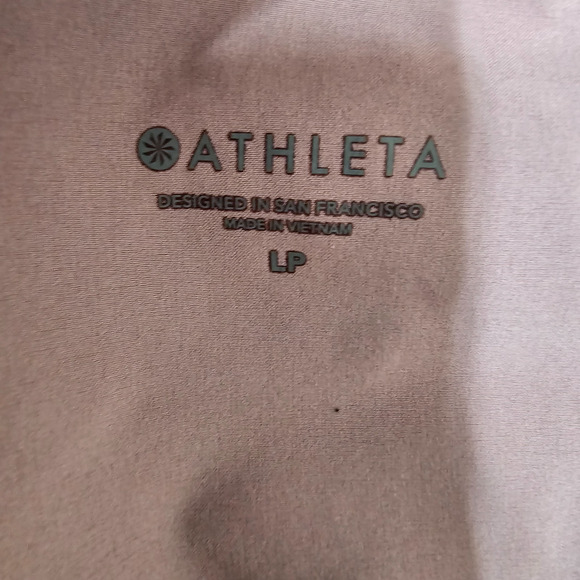 ATHLETA
DESIGNED IN SAN FRANCISCO
MADE IN VIETNAM
LP